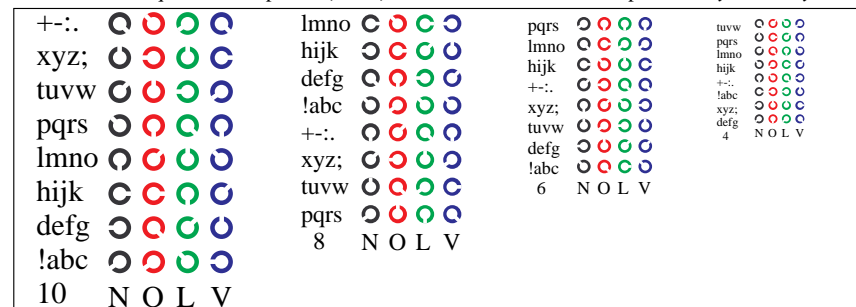 +-:.
xyz;
tuvw
pqrs
lmno
hijk
defg
!abc
10 N O L V
lmno
hijk
defg
!abc
+-:.
xyz;
tuvw
pqrs
8 N O L V
pqrs
lmno
hijk
+-:.
xyz;
tuvw
defg
!abc
6 N O L V
tuvw
pqrs
lmno
hijk
+-:.
!abc
xyz;
defg
4 N O L V